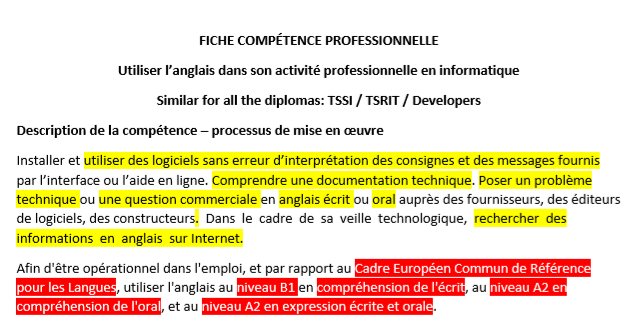 FICHE COMPÉTENCE PROFESSIONNELLE
Utiliser l'anglais dans son activité professionnelle en informatique
Similar for all the diplomas: TSSI / TSRIT / Developers
Description de la compétence – processus de mise en œuvre
Installer et utiliser des logiciels sans erreur d'interprétation des consignes et des messages fournis
par l'interface ou l'aide en ligne. Comprendre une documentation technique. Poser un problème
technique ou une question commerciale en anglais écrit ou oral auprès des fournisseurs, des éditeurs
de logiciels, des constructeurs. Dans le cadre de sa veille technologique, rechercher des
informations en anglais sur Internet.
Afin d'être opérationnel dans l'emploi, et par rapport au Cadre Européen Commun de Référence
pour les Langues, utiliser l'anglais au niveau B1 en compréhension de l'écrit, au niveau A2 en
compréhension de l'oral, et au niveau A2 en expression écrite et orale.